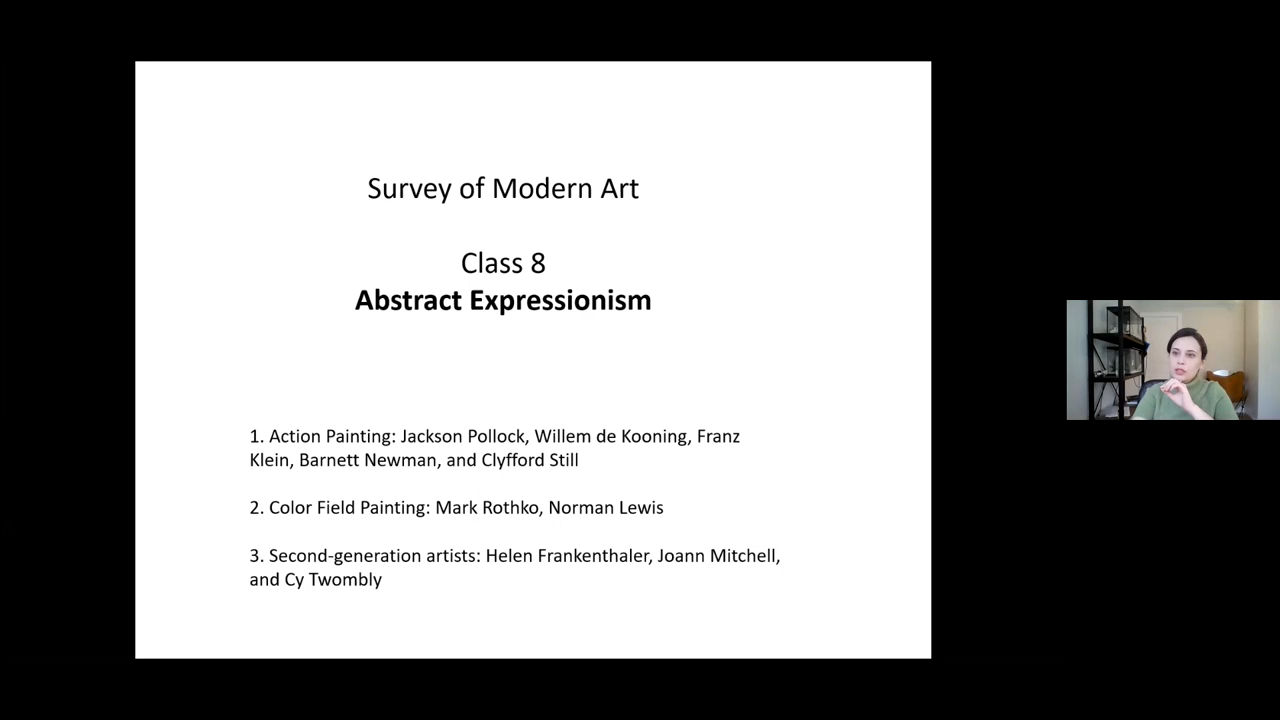 Survey of Modern Art
Class 8
Abstract Expressionism
1. Action Painting: Jackson Pollock, Willem de Kooning, Franz
Klein, Barnett Newman, and Clyfford Still
2. Color Field Painting: Mark Rothko, Norman Lewis
3. Second-generation artists: Helen Frankenthaler, Joann Mitchell,
and Cy Twombly